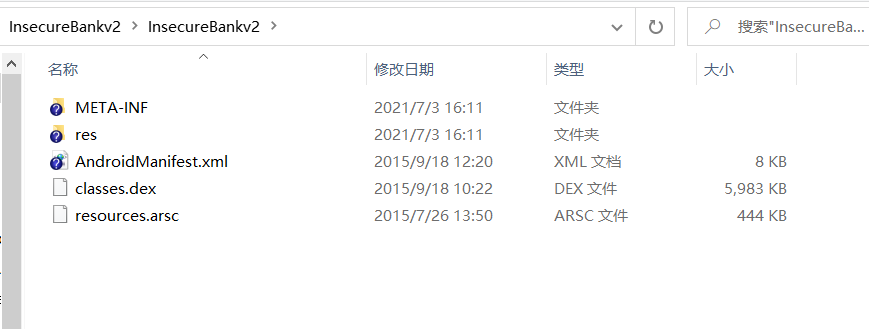 InsecureBankv2 > InsecureBankv2 >
搜索"InsecureBa...
名称 修改日期 类型 大小
META-INF 2021/7/3 16:11 文件夹
res 2021/7/3 16:11 文件夹
AndroidManifest.xml 2015/9/18 12:20 XML 文档 8 KB
classes.dex 2015/9/18 10:22 DEX 文件 5,983 KB
resources.arsc 2015/7/26 13:50 ARSC 文件 444 KB